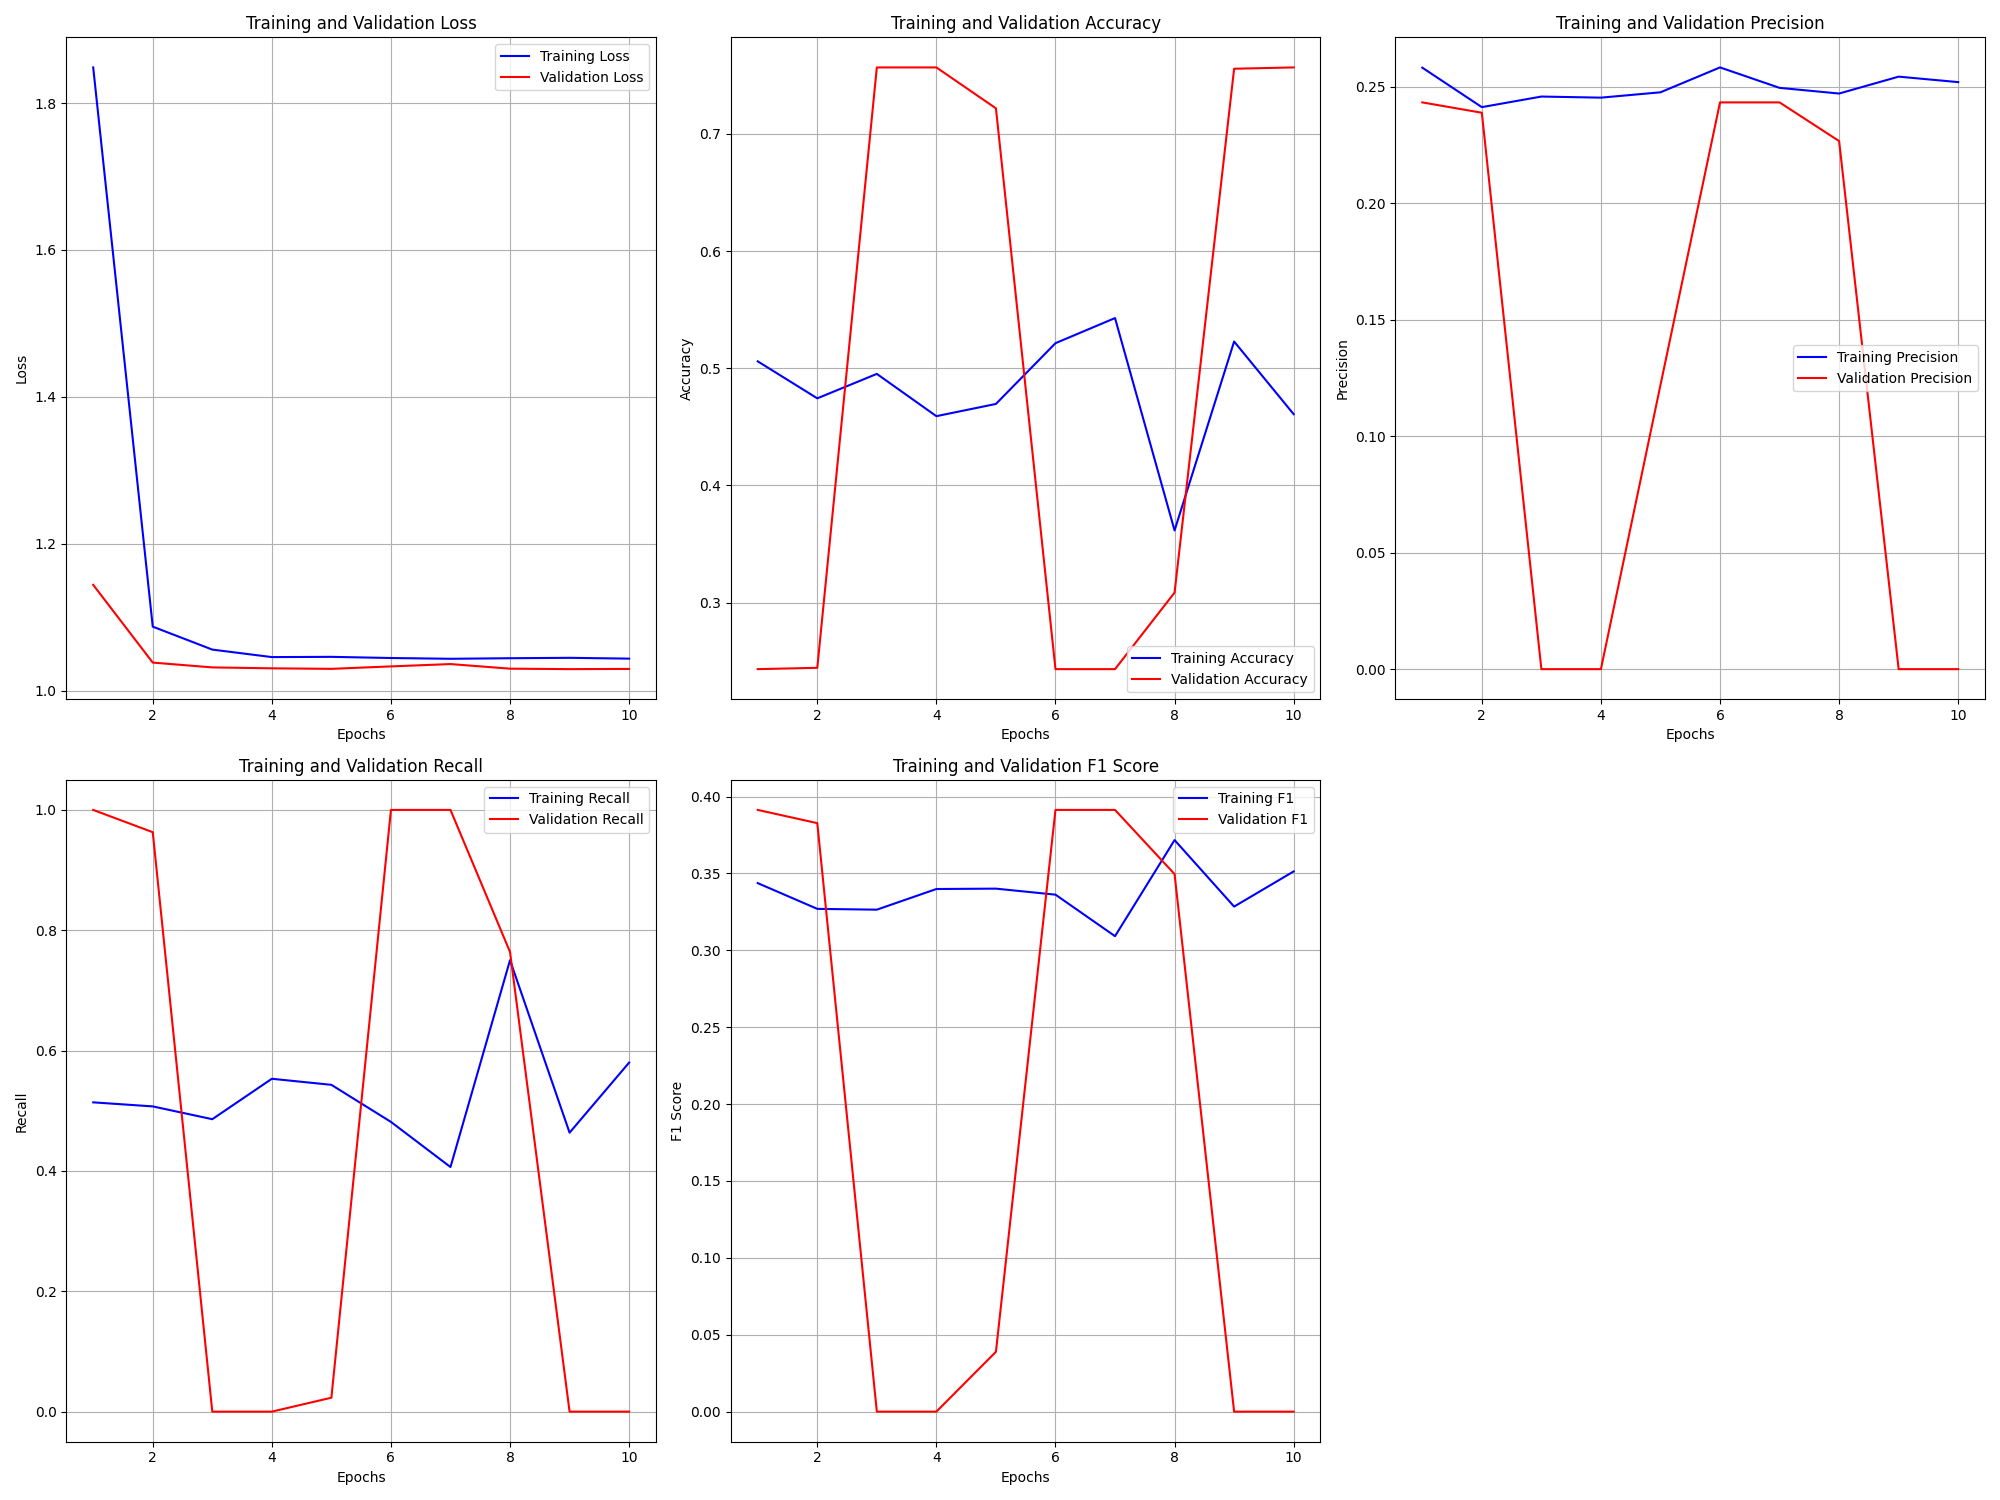 Training and Validation Loss
Training Loss
Validation Loss
1.8
1.6
1.4
1.2
1.0
Loss
2
4
6
8
10
Epochs
Training and Validation Accuracy
0.7
0.6
0.5
0.4
0.3
Accuracy
Training Accuracy
Validation Accuracy
2
4
6
8
10
Epochs
Training and Validation Precision
0.25
0.20
0.15
0.10
0.05
0.00
Precision
Training Precision
Validation Precision
2
4
6
8
10
Epochs
Training and Validation Recall
Training Recall
Validation Recall
1.0
0.8
0.6
0.4
0.2
0.0
Recall
2
4
6
8
10
Epochs
Training and Validation F1 Score
Training F1
Validation F1
0.40
0.35
0.30
0.25
0.20
0.15
0.10
0.05
0.00
F1 Score
2
4
6
8
10
Epochs